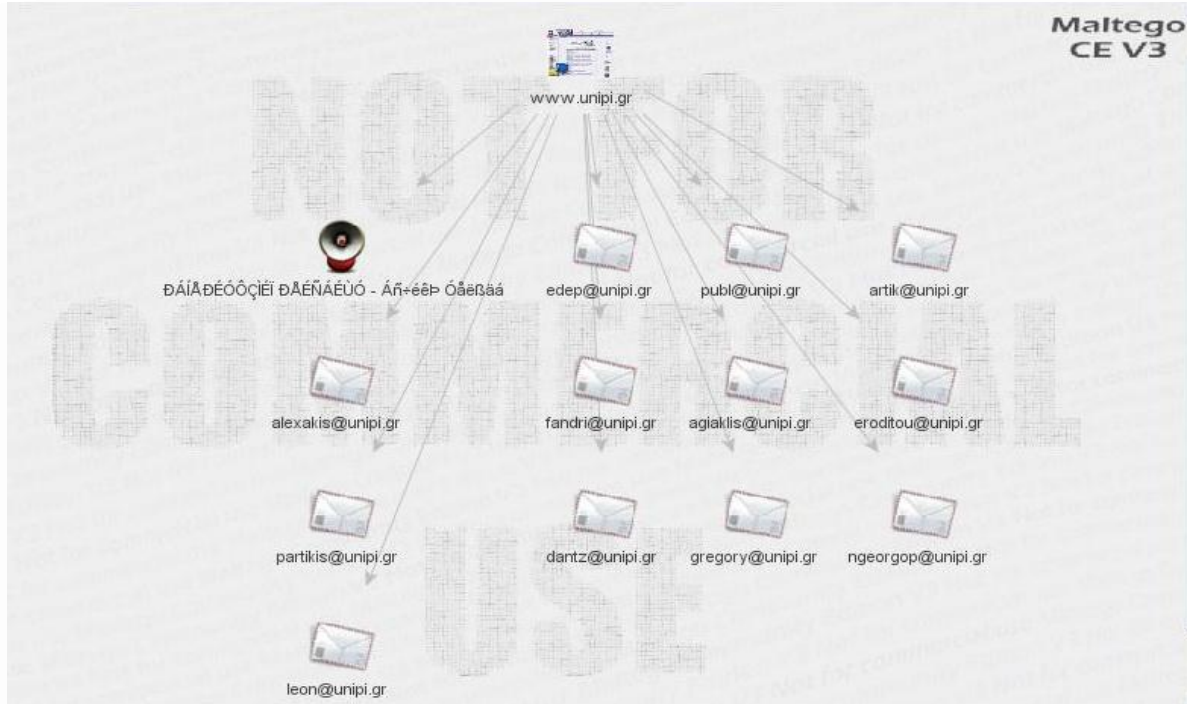 Maltego
CE V3
www.unipi.gr
ÐÁÍÅÐÉÓÔÇÌÉÏ ÐÅÉÑÁÉÙÓ - Áñ÷éêÞ Óåëßäá
edep@unipi.gr
publ@unipi.gr
artik@unipi.gr
alexakis@unipi.gr
fandri@unipi.gr
agiaklis@unipi.gr
eroditou@unipi.gr
partikis@unipi.gr
dantz@unipi.gr
gregory@unipi.gr
ngeorgop@unipi.gr
leon@unipi.gr
NOT FOR
COMMERCIAL
USE